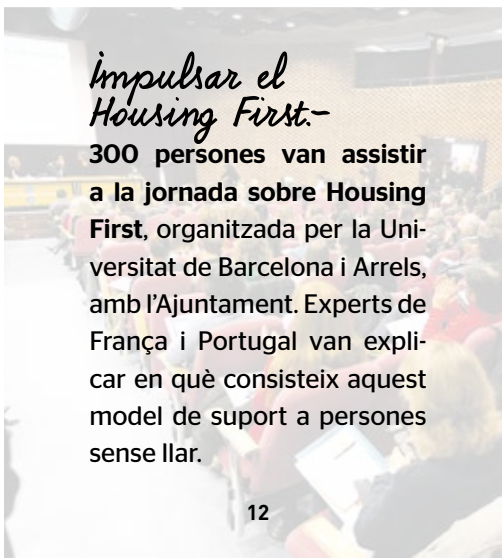 Impulsar el
Housing First.-
300 persones van assistir
a la jornada sobre Housing
First, organitzada per la Uni-
versitat de Barcelona i Arrels,
amb l'Ajuntament. Experts de
França i Portugal van expli-
car en què consisteix aquest
model de suport a persones
sense llar.
12